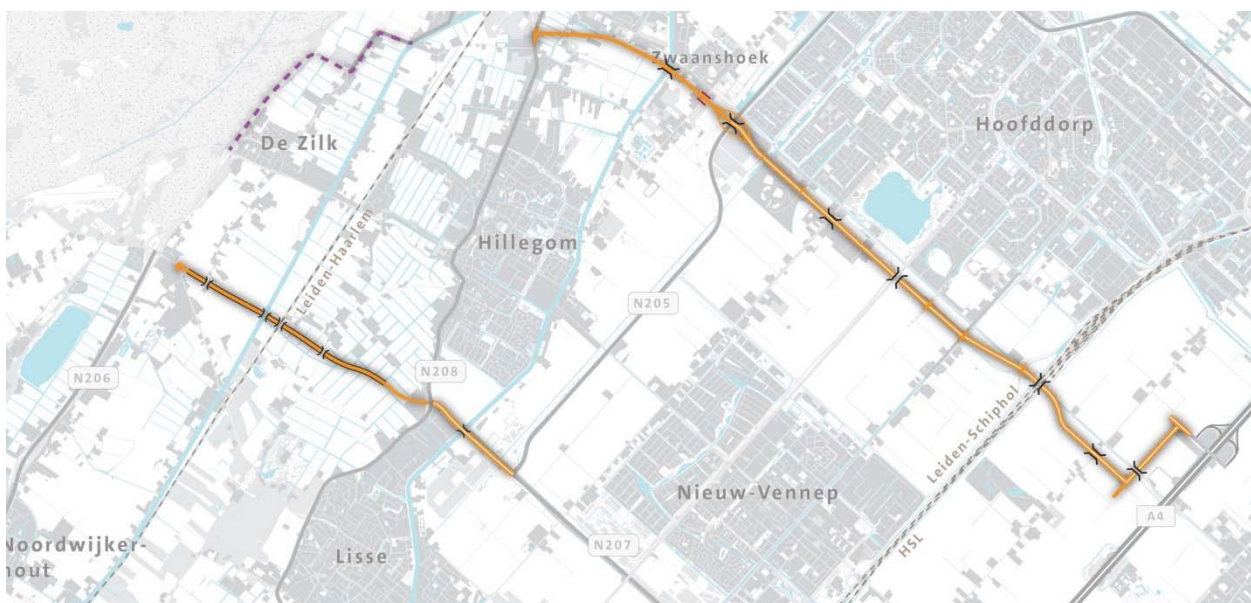 Zwaanshoek
Hoofddorp
De Zilk
Leiden-Haarlem
Hillegom
N205
N206
N208
Leiden-Schiphol
Nieuw-Vennep
A4
Noordwijker-
hout
Lisse
N207
HSL